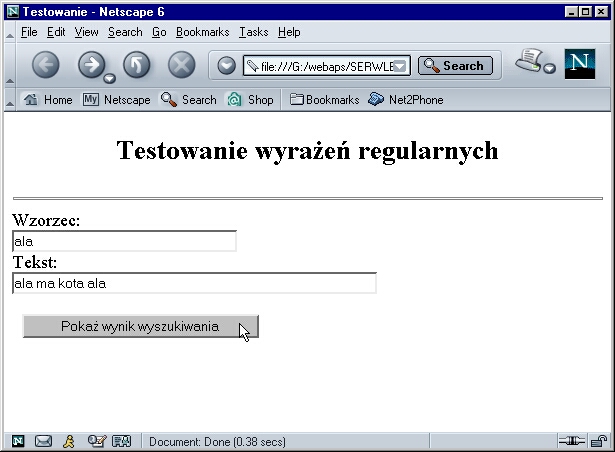 Testowanie - Netscape 6
File Edit View Search Go Bookmarks Tasks Help
file:///G:/webaps/SERWLE Search N
Home My Netscape Search Shop Bookmarks Net2Phone
Testowanie wyrażeń regularnych
Wzorzec:
ala
Tekst:
ala ma kota ala
Pokaż wynik wyszukiwania
Document: Done (0.38 secs)